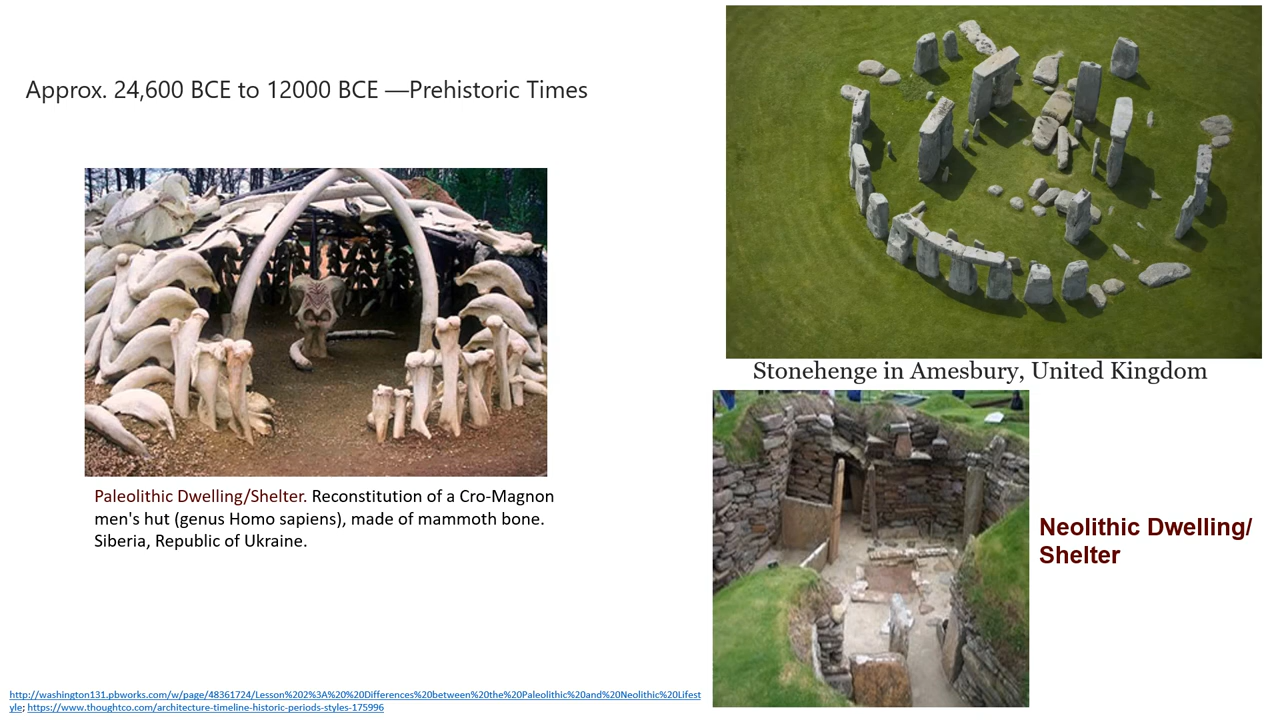 Approx. 24,600 BCE to 12000 BCE —Prehistoric Times
Paleolithic Dwelling/Shelter. Reconstitution of a Cro-Magnon
men's hut (genus Homo sapiens), made of mammoth bone.
Siberia, Republic of Ukraine.
Stonehenge in Amesbury, United Kingdom
Neolithic Dwelling/
Shelter
http://washington131.pbworks.com/w/page/48361724/Lesson%202%3A%20%20Differences%20between%20the%20Paleolithic%20and%20Neolithic%20Lifest
yle; https://www.thoughtco.com/architecture-timeline-historic-periods-styles-175996